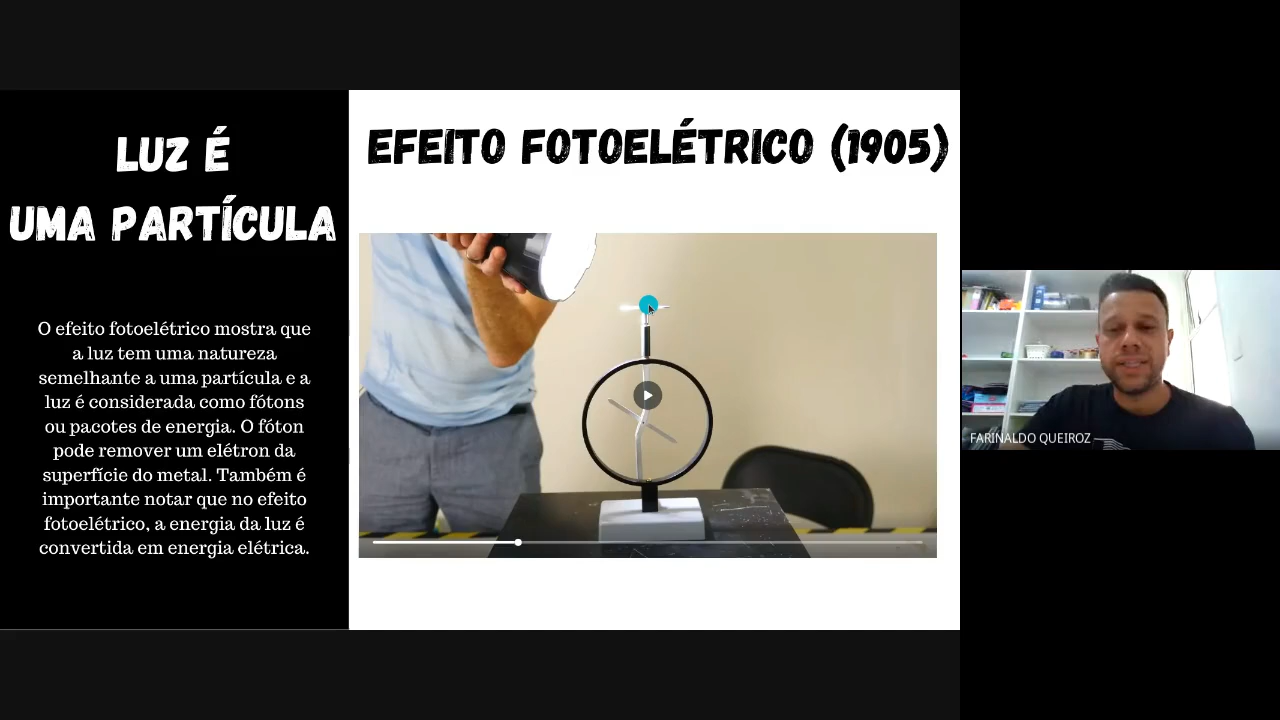 LUZ É
UMA PARTÍCULA
O efeito fotoelétrico mostra que
a luz tem uma natureza
semelhante a uma partícula e a
luz é considerada como fótons
ou pacotes de energia. O fóton
pode remover um elétron da
superfície do metal. Também é
importante notar que no efeito
fotoelétrico, a energia da luz é
convertida em energia elétrica.
EFEITO FOTOELÉTRICO (1905)
FARINALDO QUEIROZ